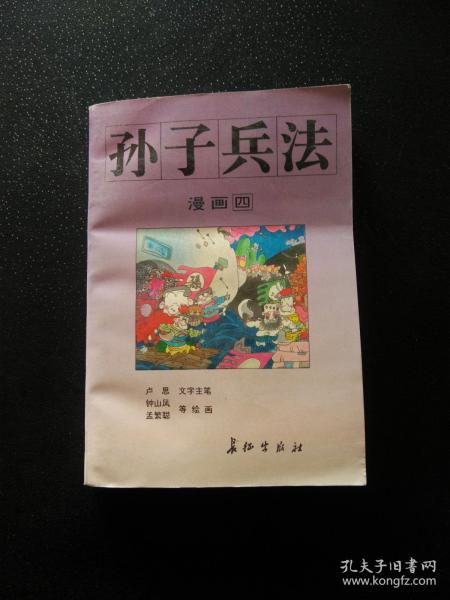 孙子兵法
漫画四
卢思 文字主笔
钟山风
孟繁聪 等绘画
长征出版社
孔夫子旧书网
www.kongfz.com